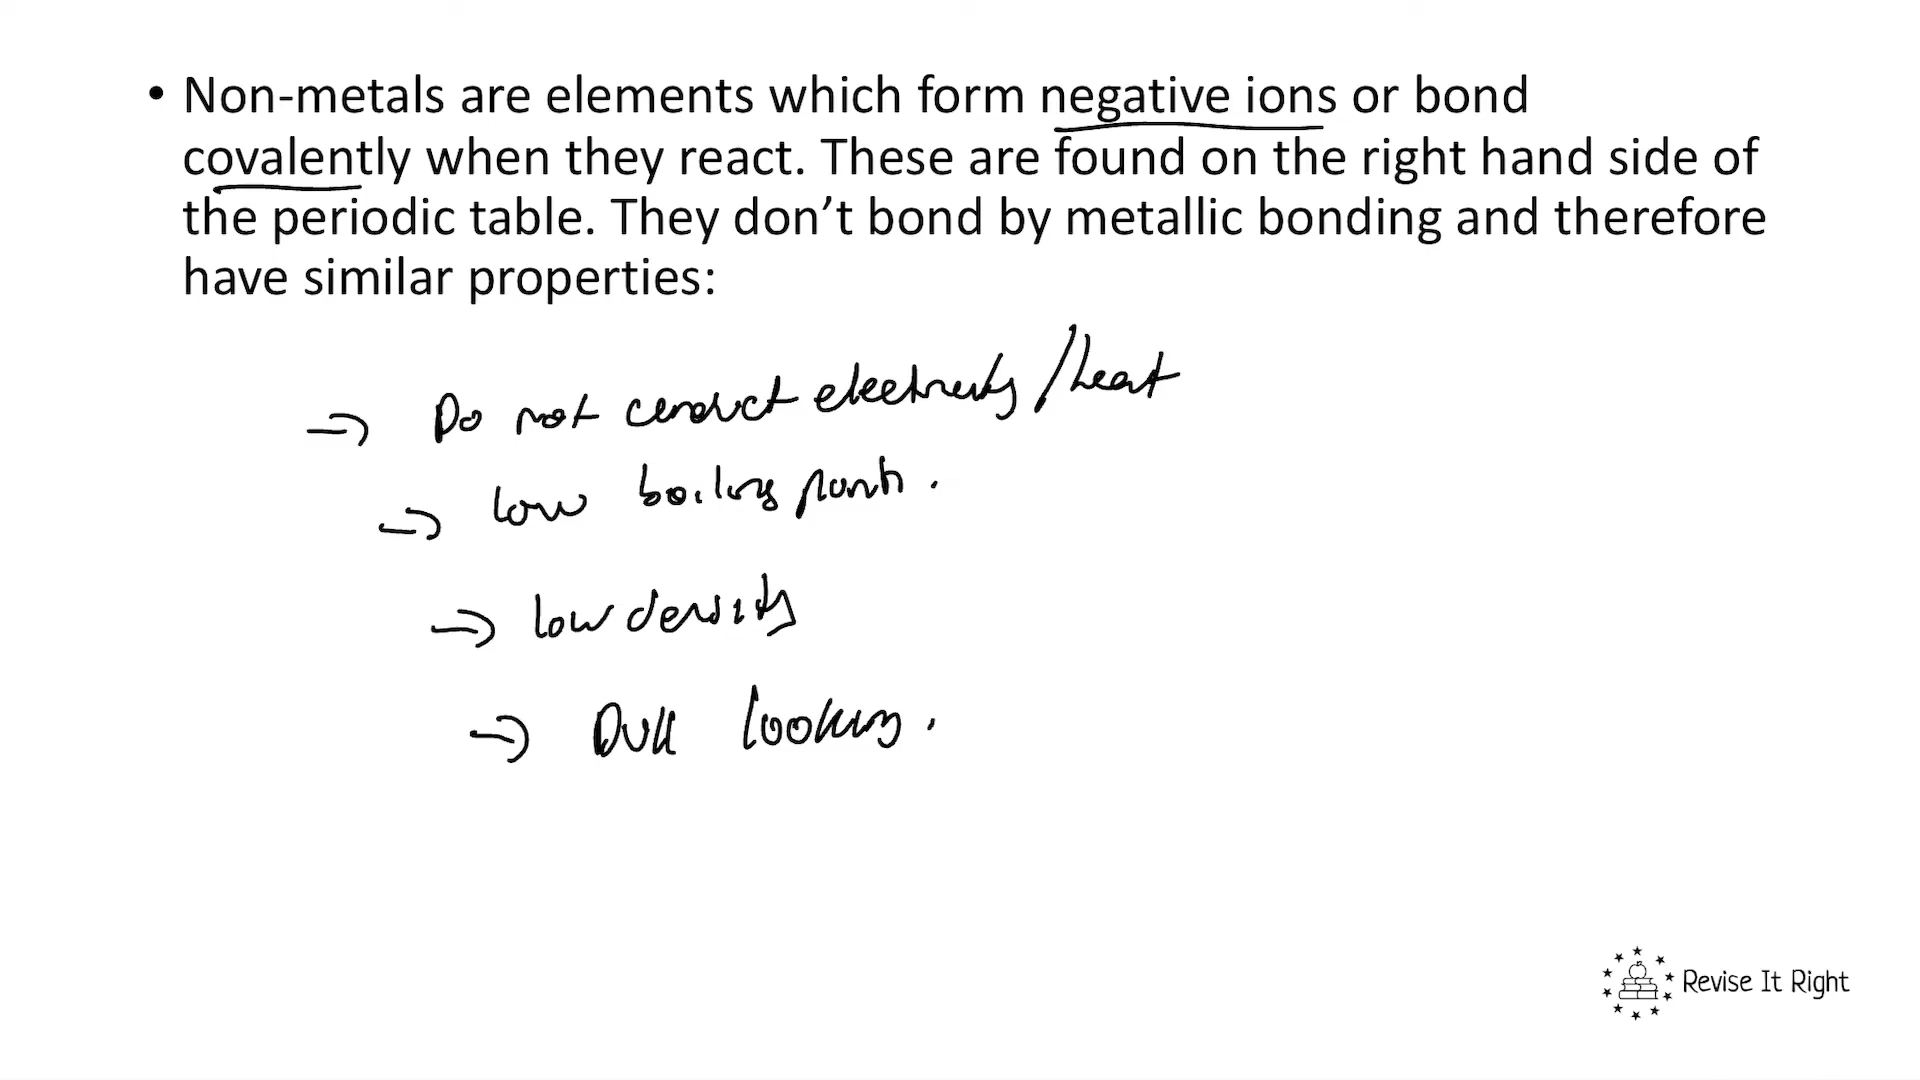 • Non-metals are elements which form negative ions or bond
covalently when they react. These are found on the right hand side of
the periodic table. They don’t bond by metallic bonding and therefore
have similar properties:
→ Do not conduct electricity/heat
→ low boiling points.
→ low density
→ Dull looking.
Revise It Right